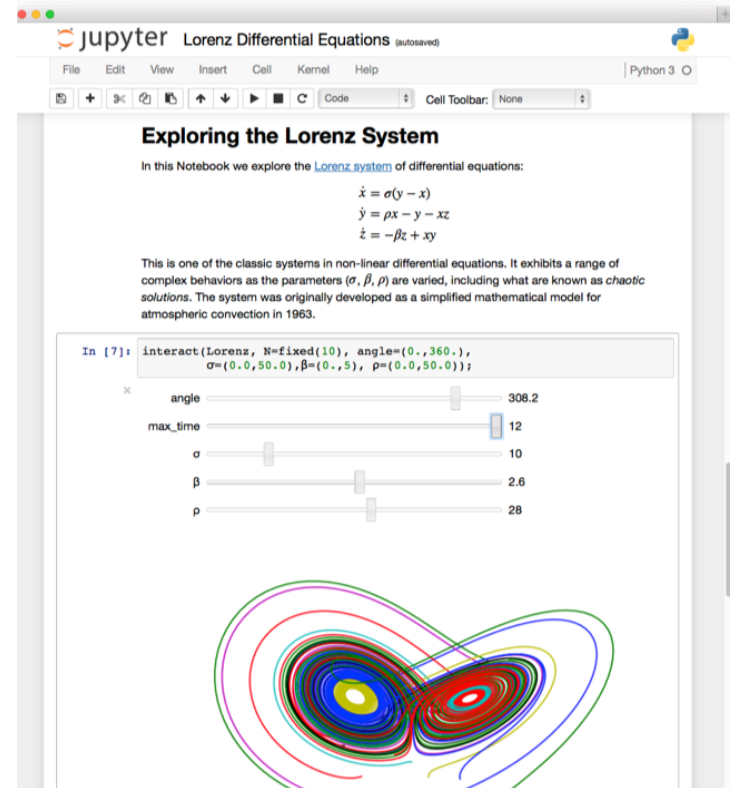 jupyter Lorenz Differential Equations (autosaved)
File Edit View Insert Cell Kernel Help Python 3
Code Cell Toolbar: None
Exploring the Lorenz System
In this Notebook we explore the Lorenz system of differential equations:
ẋ = σ(y − x)
ẏ = ρx − y − xz
ż = −βz + xy
This is one of the classic systems in non-linear differential equations. It exhibits a range of
complex behaviors as the parameters (σ, β, ρ) are varied, including what are known as chaotic
solutions. The system was originally developed as a simplified mathematical model for
atmospheric convection in 1963.
In [7]: interact(Lorenz, N=fixed(10), angle=(0.,360.),
σ=(0.0,50.0),β=(0.,5), ρ=(0.0,50.0));
angle 308.2
max_time 12
σ 10
β 2.6
ρ 28